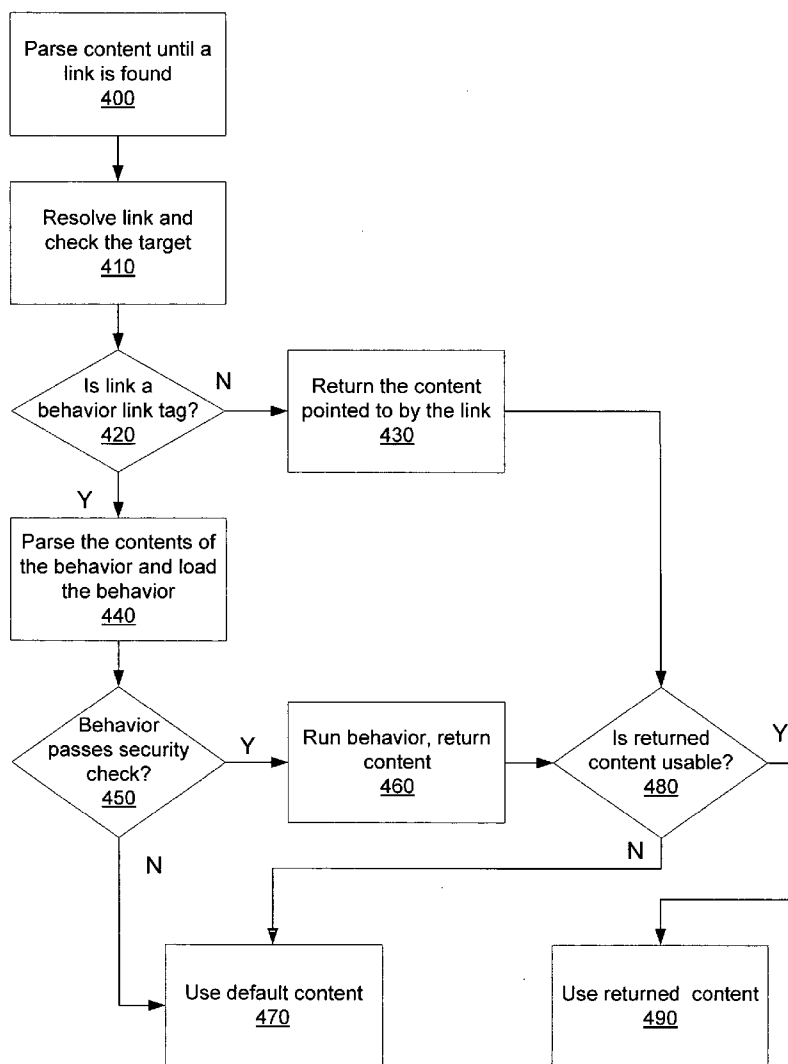 Parse content until a
link is found
400
Resolve link and
check the target
410
Is link a
behavior link tag?
420
N
Return the content
pointed to by the link
430
Y
Parse the contents of
the behavior and load
the behavior
440
Behavior
passes security
check?
450
Y
Run behavior, return
content
460
Is returned
content usable?
480
Y
N
N
Use default content
470
Use returned content
490